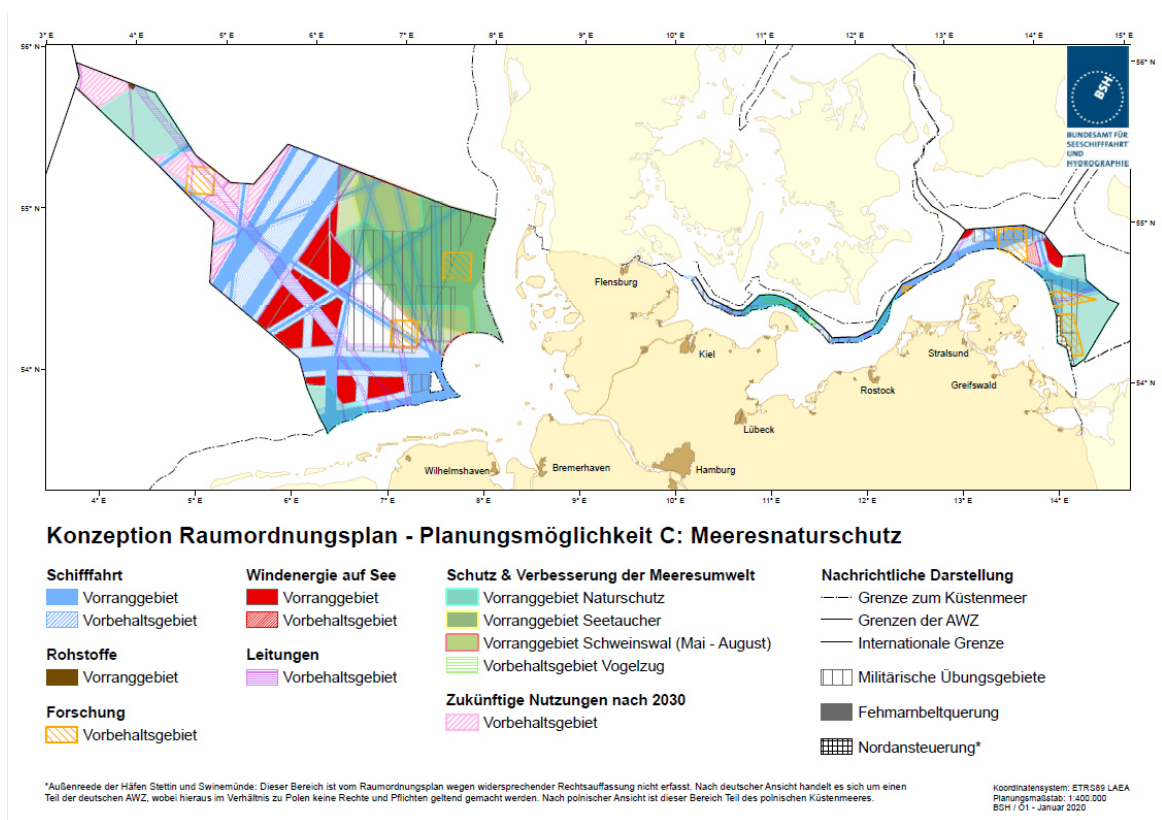 3° E 4° E 5° E 6° E 7° E 8° E 9° E 10° E 11° E 12° E 13° E 14° E 15° E
56° N
56° N
BSH
BUNDESAMT FÜR
SEESCHIFFFAHRT
UND
HYDROGRAPHIE
55° N
55° N
Flensburg
Kiel
Stralsund
54° N
54° N
Greifswald
Rostock
Lübeck
Wilhelmshaven
Bremerhaven
Hamburg
4° E 5° E 6° E 7° E 8° E 9° E 10° E 11° E 12° E 13° E 14° E
Konzeption Raumordnungsplan - Planungsmöglichkeit C: Meeresnaturschutz
Schifffahrt
Vorranggebiet
Vorbehaltsgebiet
Rohstoffe
Vorranggebiet
Forschung
Vorbehaltsgebiet
Windenergie auf See
Vorranggebiet
Vorbehaltsgebiet
Leitungen
Vorbehaltsgebiet
Schutz & Verbesserung der Meeresumwelt
Vorranggebiet Naturschutz
Vorranggebiet Seetaucher
Vorranggebiet Schweinswal (Mai - August)
Vorbehaltsgebiet Vogelzug
Zukünftige Nutzungen nach 2030
Vorbehaltsgebiet
Nachrichtliche Darstellung
Grenze zum Küstenmeer
Grenzen der AWZ
Internationale Grenze
Militärische Übungsgebiete
Fehmarnbeltquerung
Nordansteuerung*
*Außenreede der Häfen Stettin und Swinemünde: Dieser Bereich ist vom Raumordnungsplan wegen widersprechender Rechtsauffassung nicht erfasst. Nach deutscher Ansicht handelt es sich um einen
Teil der deutschen AWZ, wobei hieraus im Verhältnis zu Polen keine Rechte und Pflichten geltend gemacht werden. Nach polnischer Ansicht ist dieser Bereich Teil des polnischen Küstenmeeres.
Koordinatensystem: ETRS89 LAEA
Planungsmaßstab: 1:400.000
BSH / O1 - Januar 2020